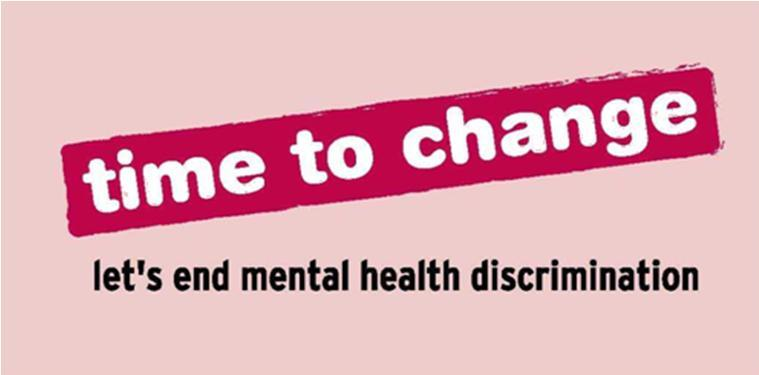 time to change
let's end mental health discrimination